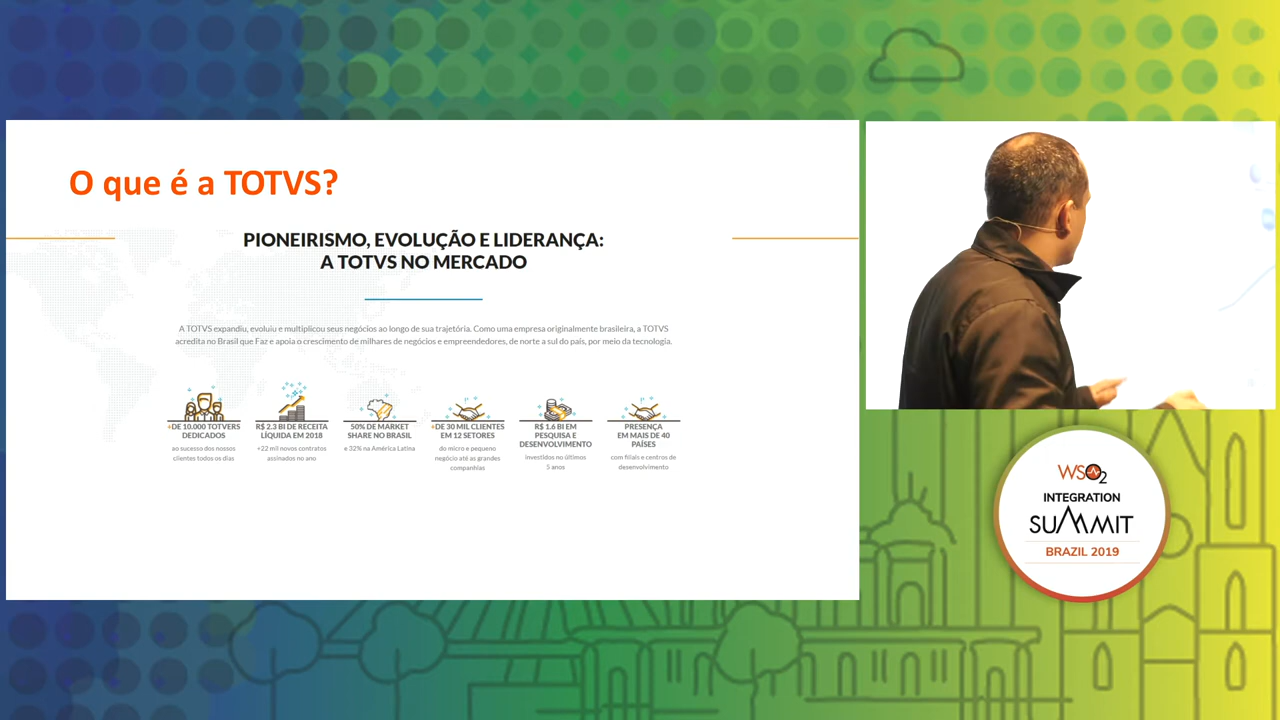 O que é a TOTVS?
PIONEIRISMO, EVOLUÇÃO E LIDERANÇA:
A TOTVS NO MERCADO
A TOTVS expandiu, evoluiu e multiplicou seus negócios ao longo de sua trajetória. Como uma empresa originalmente brasileira, a TOTVS
acredita no Brasil que Faz e apoia o crescimento de milhares de negócios e empreendedores, de norte a sul do país, por meio da tecnologia.
+DE 10.000 TOTVERS
DEDICADOS
ao sucesso dos nossos
clientes todos os dias
R$ 2.3 BI DE RECEITA
LÍQUIDA EM 2018
+22 mil novos contratos
assinados no ano
50% DE MARKET
SHARE NO BRASIL
e 32% na América Latina
+DE 30 MIL CLIENTES
EM 12 SETORES
do micro e pequeno
negócio até as grandes
companhias
R$ 1.6 BI EM
PESQUISA E
DESENVOLVIMENTO
investidos no últimos
5 anos
PRESENÇA
EM MAIS DE 40
PAÍSES
com filiais e centros de
desenvolvimento
WSO2
INTEGRATION
SUMMIT
BRAZIL 2019